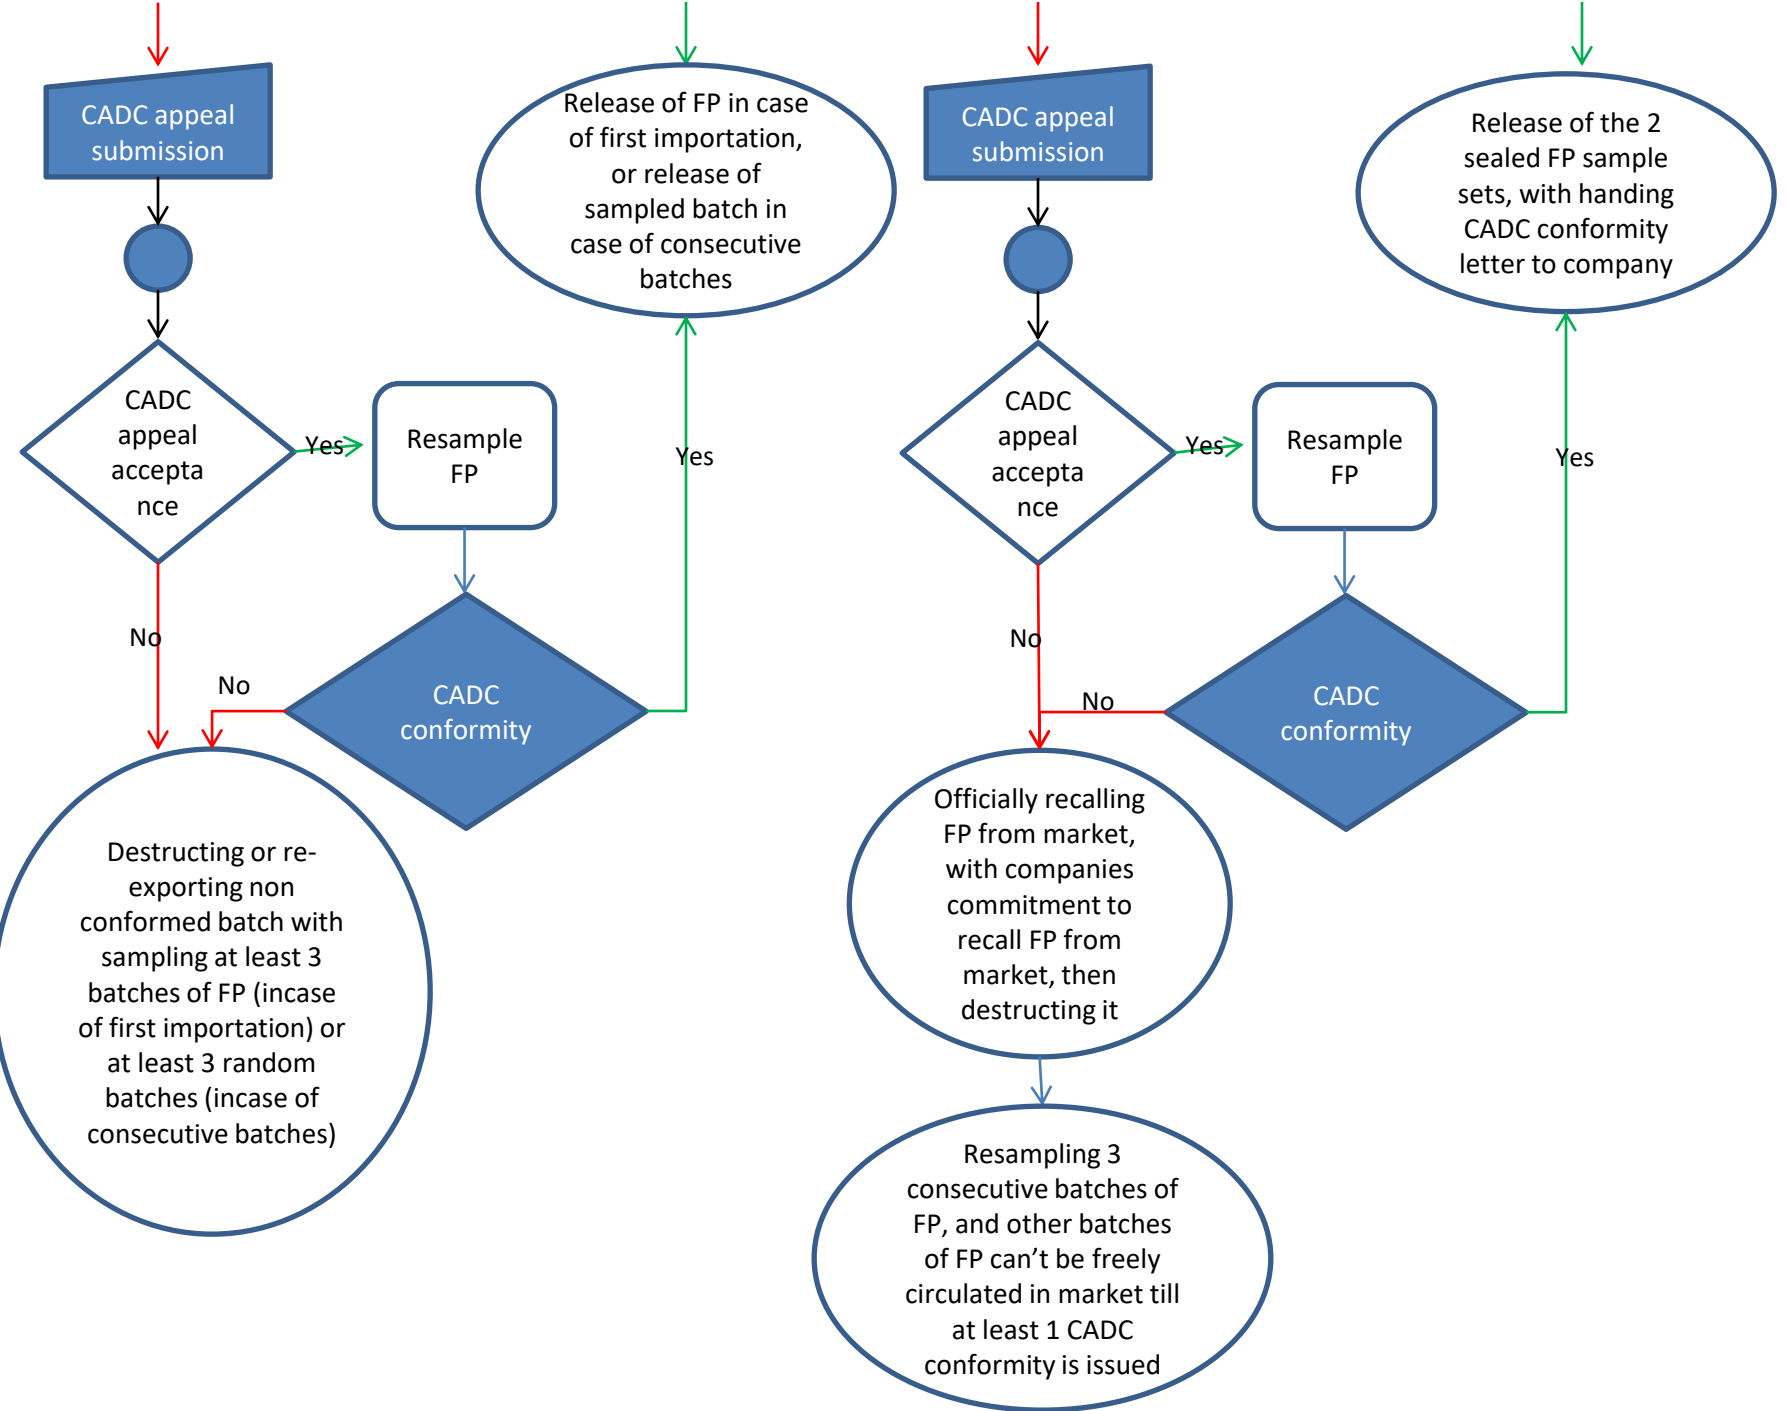 CADC appeal
submission
Release of FP in case
of first importation,
or release of
sampled batch in
case of consecutive
batches
CADC
appeal
accepta
nce
Yes
Resample
FP
Yes
No
No
CADC
conformity
Destructing or re-
exporting non
conformed batch with
sampling at least 3
batches of FP (incase
of first importation) or
at least 3 random
batches (incase of
consecutive batches)
CADC appeal
submission
Release of the 2
sealed FP sample
sets, with handing
CADC conformity
letter to company
CADC
appeal
accepta
nce
Yes
Resample
FP
Yes
No
No
CADC
conformity
Officially recalling
FP from market,
with companies
commitment to
recall FP from
market, then
destructing it
Resampling 3
consecutive batches of
FP, and other batches
of FP can’t be freely
circulated in market till
at least 1 CADC
conformity is issued